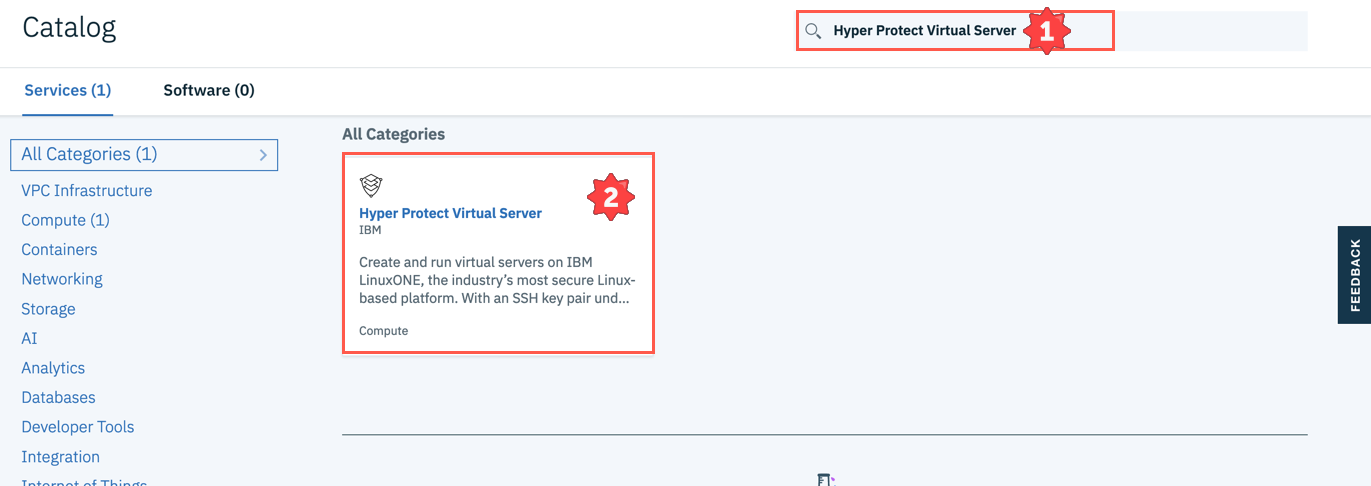 Catalog
Hyper Protect Virtual Server
1
Services (1)
Software (0)
All Categories (1)
VPC Infrastructure
Compute (1)
Containers
Networking
Storage
AI
Analytics
Databases
Developer Tools
Integration
Internet of Things
All Categories
2
Hyper Protect Virtual Server
IBM
Create and run virtual servers on IBM
LinuxONE, the industry's most secure Linux-
based platform. With an SSH key pair und...
Compute
FEEDBACK